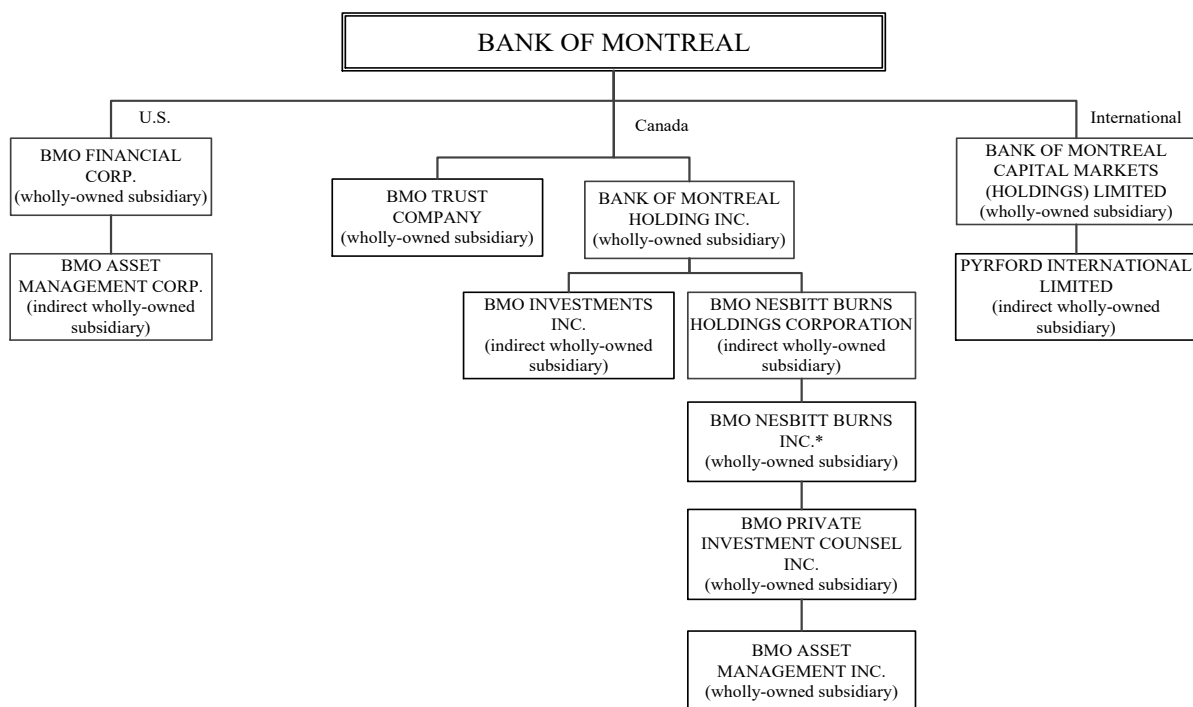 BANK OF MONTREAL
U.S.
Canada
International
BMO FINANCIAL
CORP.
(wholly-owned subsidiary)
BMO TRUST
COMPANY
(wholly-owned subsidiary)
BANK OF MONTREAL
HOLDING INC.
(wholly-owned subsidiary)
BANK OF MONTREAL
CAPITAL MARKETS
(HOLDINGS) LIMITED
(wholly-owned subsidiary)
BMO ASSET
MANAGEMENT CORP.
(indirect wholly-owned
subsidiary)
BMO INVESTMENTS
INC.
(indirect wholly-owned
subsidiary)
BMO NESBITT BURNS
HOLDINGS CORPORATION
(indirect wholly-owned
subsidiary)
PYRFORD INTERNATIONAL
LIMITED
(indirect wholly-owned
subsidiary)
BMO NESBITT BURNS
INC.*
(wholly-owned subsidiary)
BMO PRIVATE
INVESTMENT COUNSEL
INC.
(wholly-owned subsidiary)
BMO ASSET
MANAGEMENT INC.
(wholly-owned subsidiary)